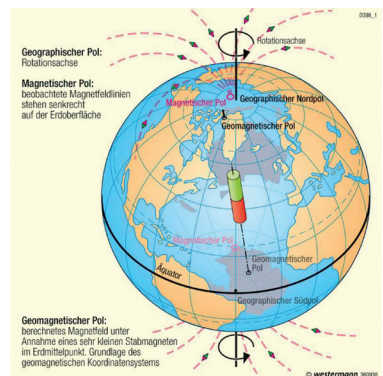 D396_1
Rotationsachse
Geographischer Pol:
Rotationsachse
Magnetischer Pol:
beobachtete Magnetfeldlinien
stehen senkrecht
auf der Erdoberfläche
Magnetischer Pol
Geographischer Nordpol
Geomagnetischer Pol
Magnetischer Pol
Geomagnetischer
Pol
Äquator
Geographischer Südpol
Geomagnetischer Pol:
berechnetes Magnetfeld unter
Annahme eines sehr kleinen Stabmagneten
im Erdmittelpunkt. Grundlage des
geomagnetischen Koordinatensystems
© westermann